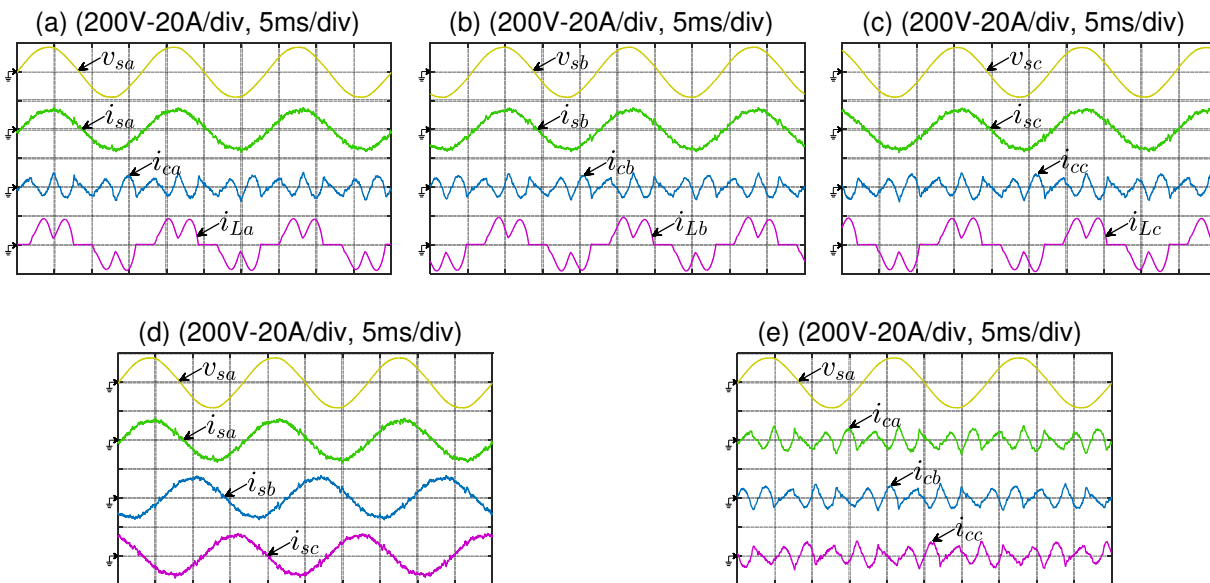 (a) (200V-20A/div, 5ms/div)
v_sa
i_sa
i_ca
i_La
(b) (200V-20A/div, 5ms/div)
v_sb
i_sb
i_cb
i_Lb
(c) (200V-20A/div, 5ms/div)
v_sc
i_sc
i_cc
i_Lc
(d) (200V-20A/div, 5ms/div)
v_sa
i_sa
i_sb
i_sc
(e) (200V-20A/div, 5ms/div)
v_sa
i_ca
i_cb
i_cc